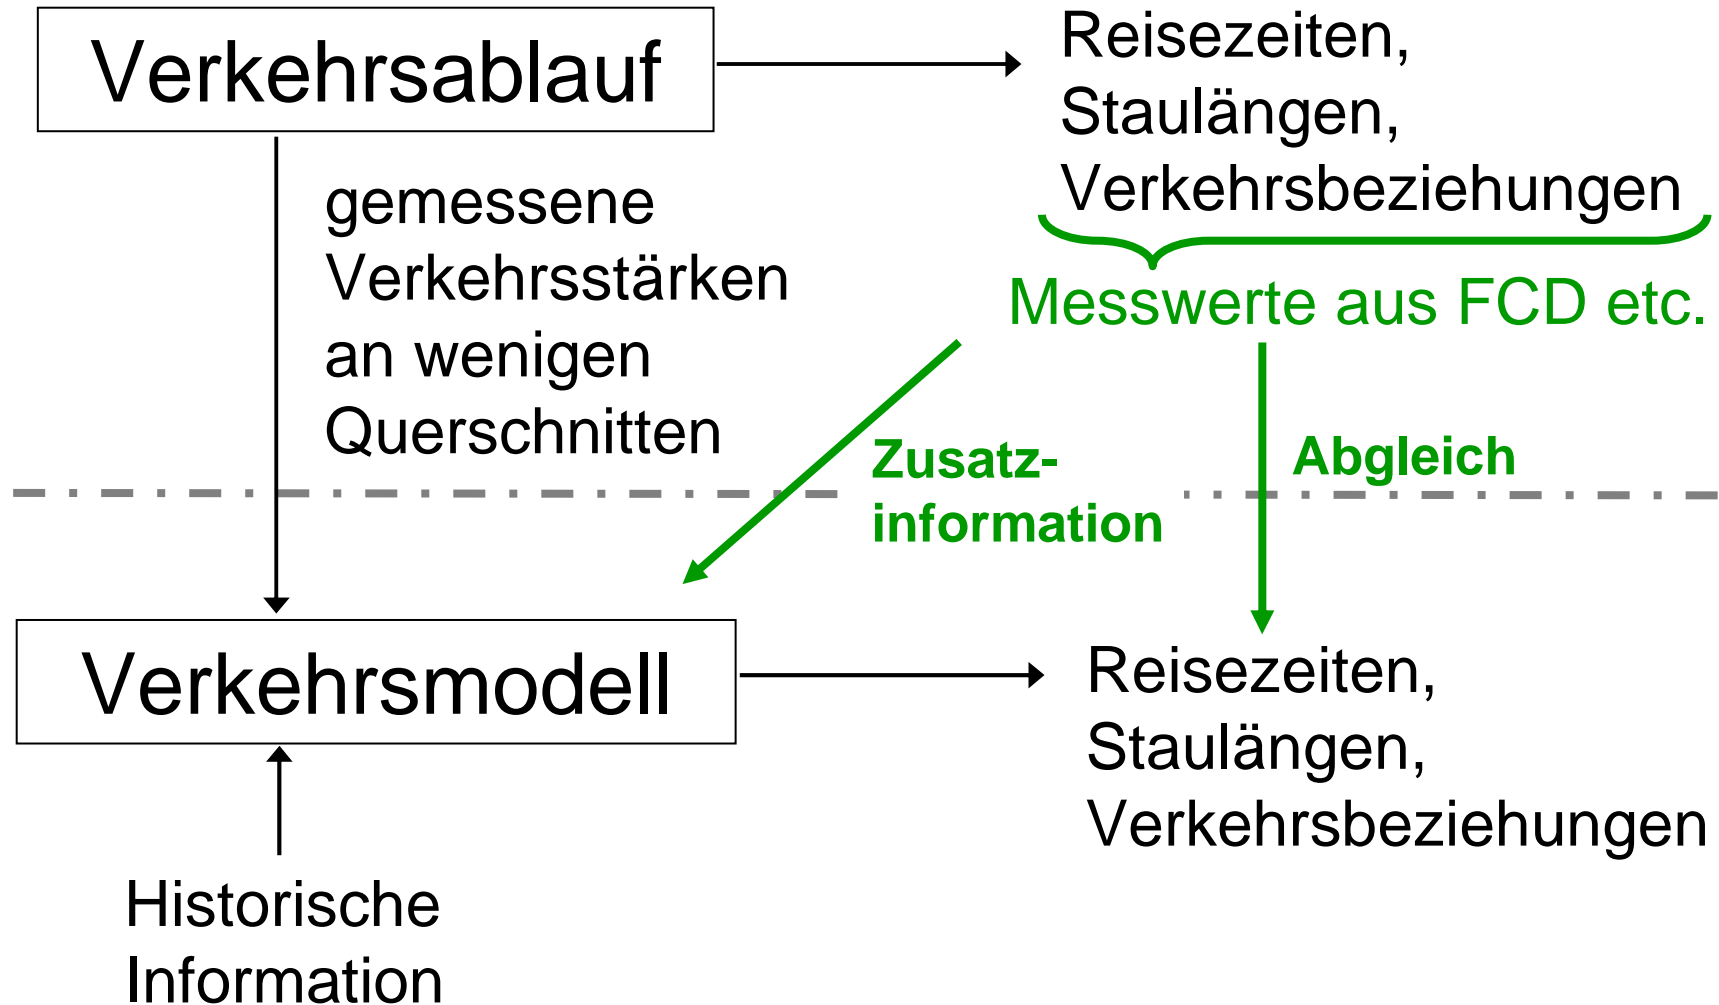 Verkehrsablauf
Reisezeiten,
Staulängen,
Verkehrsbeziehungen
gemessene
Verkehrsstärken
an wenigen
Querschnitten
Messwerte aus FCD etc.
Zusatz-
information
Abgleich
Verkehrsmodell
Reisezeiten,
Staulängen,
Verkehrsbeziehungen
Historische
Information